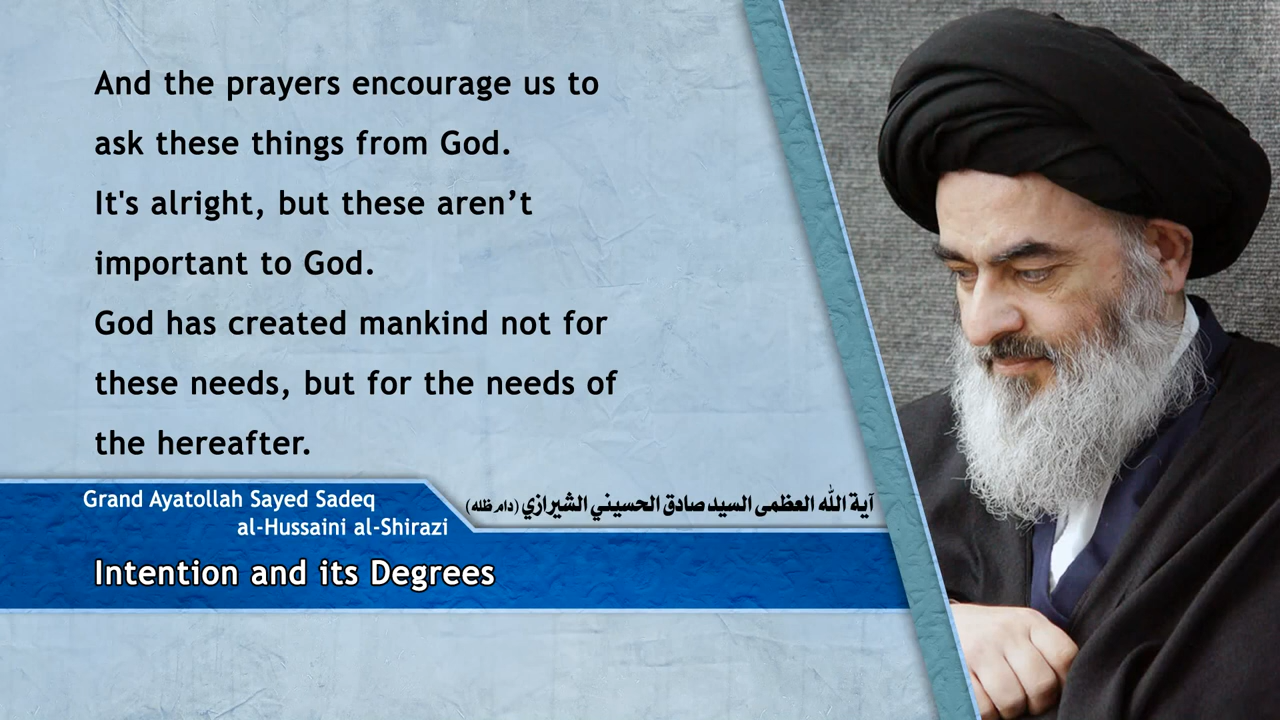 And the prayers encourage us to
ask these things from God.
It's alright, but these aren’t
important to God.
God has created mankind not for
these needs, but for the needs of
the hereafter.
Grand Ayatollah Sayed Sadeq
al-Hussaini al-Shirazi
آية الله العظمى السيد صادق الحسيني الشيرازي (دام ظله)
Intention and its Degrees